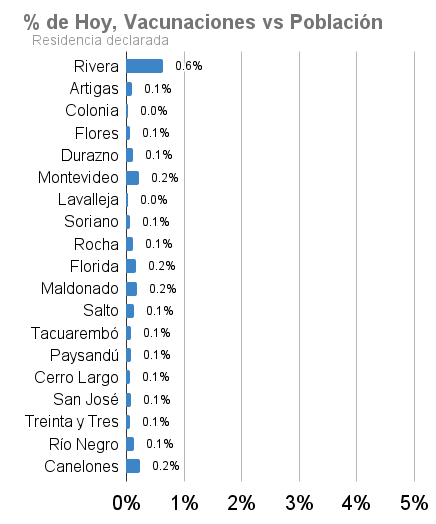 % de Hoy, Vacunaciones vs Población
Residencia declarada
Rivera 0.6%
Artigas 0.1%
Colonia 0.0%
Flores 0.1%
Durazno 0.1%
Montevideo 0.2%
Lavalleja 0.0%
Soriano 0.1%
Rocha 0.1%
Florida 0.2%
Maldonado 0.2%
Salto 0.1%
Tacuarembó 0.1%
Paysandú 0.1%
Cerro Largo 0.1%
San José 0.1%
Treinta y Tres 0.1%
Río Negro 0.1%
Canelones 0.2%
0% 1% 2% 3% 4% 5%